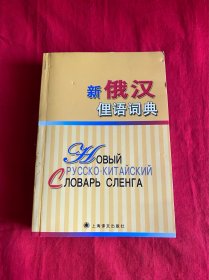 新俄汉
俚语词典
Новый
русско-китайский
словарь сленга
上海译文出版社